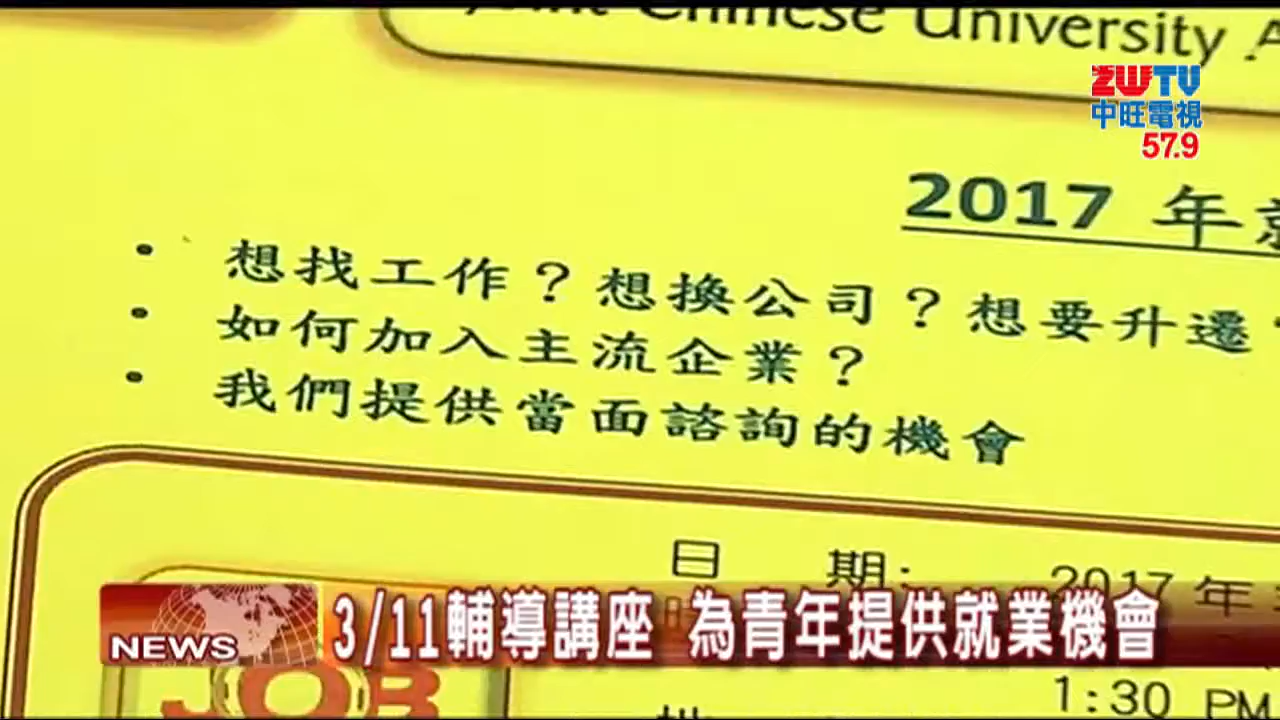 Joint Chinese University A
ZWTV
中旺電視
57.9
2017 年就
• 想找工作？想換公司？想要升遷
• 如何加入主流企業？
• 我們提供當面諮詢的機會
日 期: 2017 年
NEWS
3/11輔導講座 為青年提供就業機會
JOB
1:30 PM